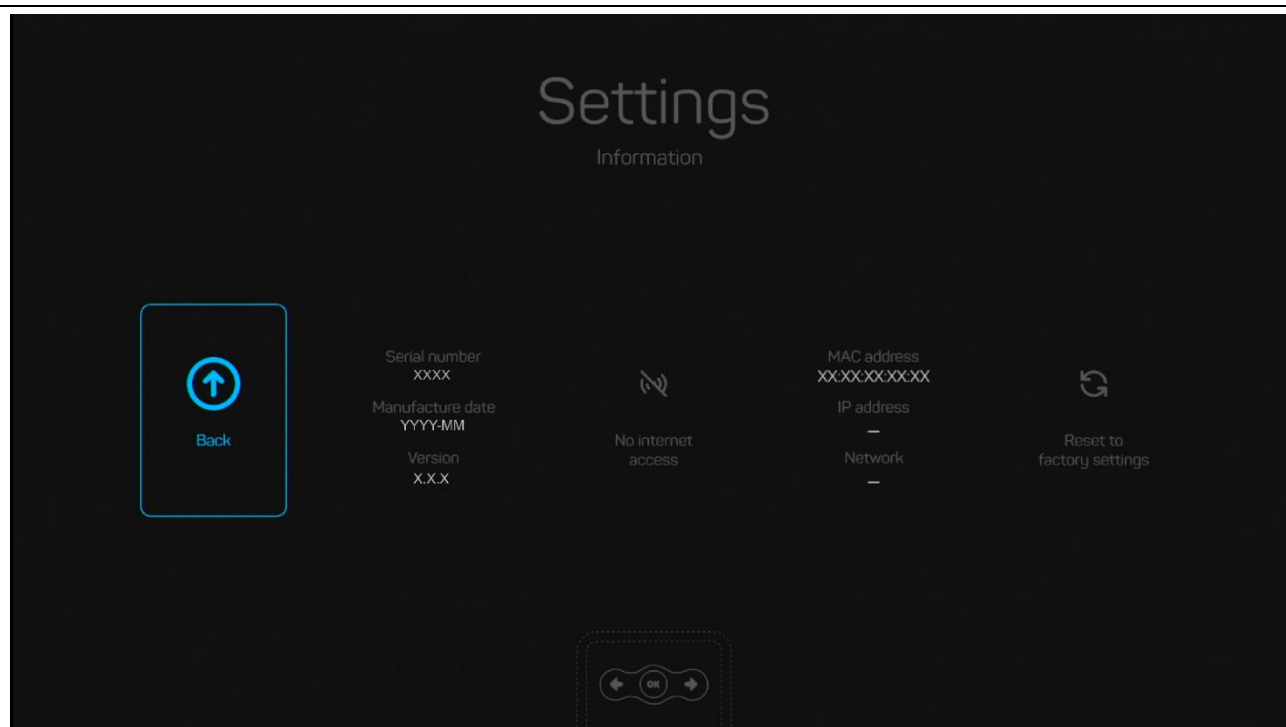 Settings
Information
Back
Serial number
XXXX
Manufacture date
YYYY-MM
Version
X.X.X
No internet
access
MAC address
XX:XX:XX:XX:XX
IP address
—
Network
—
Reset to
factory settings
OK